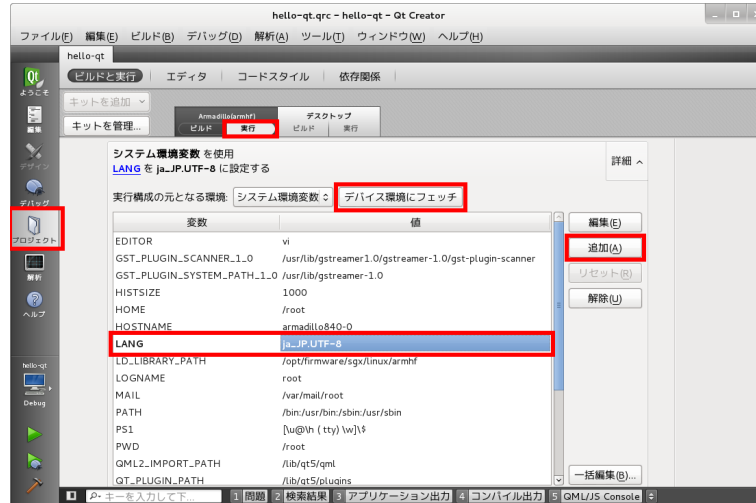 hello-qt.qrc - hello-qt - Qt Creator
ファイル(F) 編集(E) ビルド(B) デバッグ(D) 解析(A) ツール(T) ウィンドウ(W) ヘルプ(H)
hello-qt
ようこそ
編集
デザイン
デバッグ
プロジェクト
解析
ヘルプ
hello-qt
Debug
ビルドと実行 エディタ コードスタイル 依存関係
キットを追加
キットを管理...
Armadillo(armhf)
ビルド 実行
デスクトップ
ビルド 実行
システム環境変数 を使用
LANG を ja_JP.UTF-8 に設定する
詳細
実行構成の元となる環境: システム環境変数 デバイス環境にフェッチ
変数 値
EDITOR vi
GST_PLUGIN_SCANNER_1_0 /usr/lib/gstreamer1.0/gstreamer-1.0/gst-plugin-scanner
GST_PLUGIN_SYSTEM_PATH_1_0 /usr/lib/gstreamer-1.0
HISTSIZE 1000
HOME /root
HOSTNAME armadillo840-0
LANG ja_JP.UTF-8
LD_LIBRARY_PATH /opt/firmware/sgx/linux/armhf
LOGNAME root
MAIL /var/mail/root
PATH /bin:/usr/bin:/sbin:/usr/sbin
PS1 [\u@\h ( tty) \w]\$
PWD /root
QML2_IMPORT_PATH /lib/qt5/qml
QT_PLUGIN_PATH /lib/qt5/plugins
編集(E)
追加(A)
リセット(R)
解除(U)
一括編集(B)...
キーを入力して下... 1 問題 2 検索結果 3 アプリケーション出力 4 コンパイル出力 5 QML/JS Console